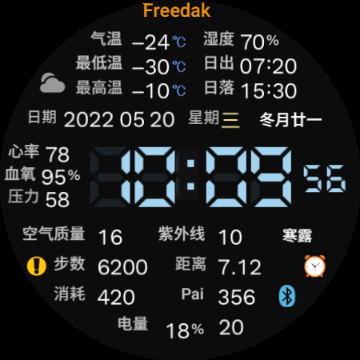 Freedak
气温 -24℃ 湿度 70%
最低温 -30℃ 日出 07:20
最高温 -10℃ 日落 15:30
日期 2022 05 20 星期三 冬月廿一
心率 78
血氧 95%
压力 58
10:09 56
空气质量 16 紫外线 10 寒露
步数 6200 距离 7.12
消耗 420 Pai 356
电量 18% 20